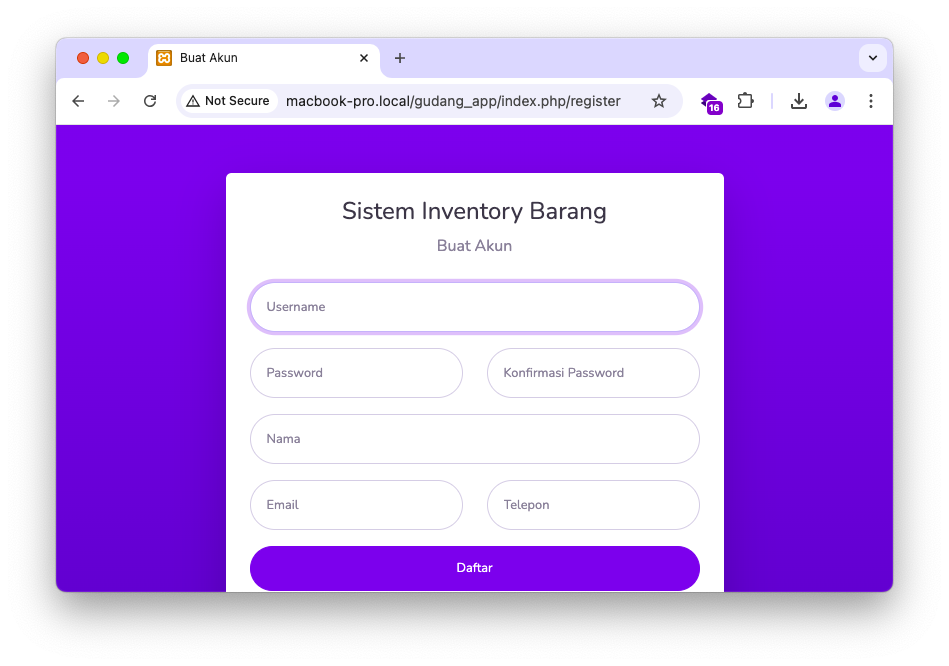 Buat Akun
Not Secure macbook-pro.local/gudang_app/index.php/register
16
Sistem Inventory Barang
Buat Akun
Username
Password Konfirmasi Password
Nama
Email Telepon
Daftar